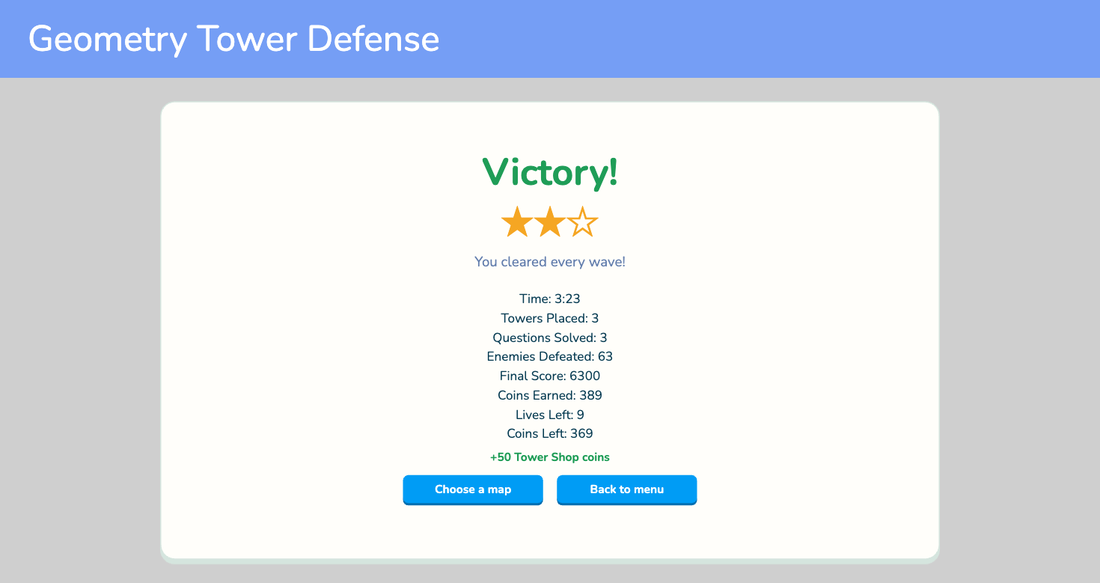 Geometry Tower Defense
Victory!
You cleared every wave!
Time: 3:23
Towers Placed: 3
Questions Solved: 3
Enemies Defeated: 63
Final Score: 6300
Coins Earned: 389
Lives Left: 9
Coins Left: 369
+50 Tower Shop coins
Choose a map
Back to menu